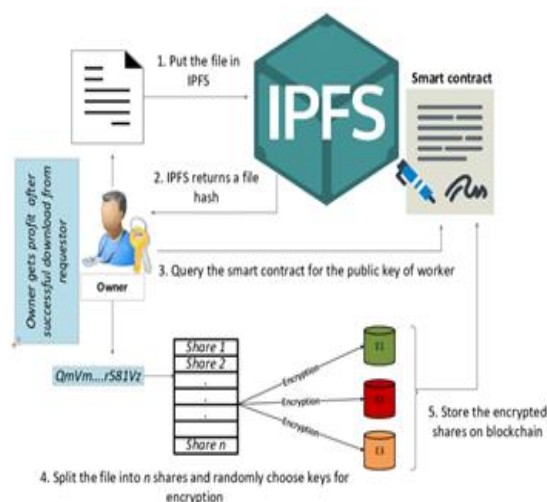 1. Put the file in
IPFS
IPFS
Smart contract
2. IPFS returns a file
hash
Owner gets profit after
successful download from
requestor
Owner
3. Query the smart contract for the public key of worker
QmVm....rS81Vz
Share 1
Share 2
.
.
.
Share n
Encryption
Encryption
Encryption
E1
E3
5. Store the encrypted
shares on blockchain
4. Split the file into n shares and randomly choose keys for
encryption